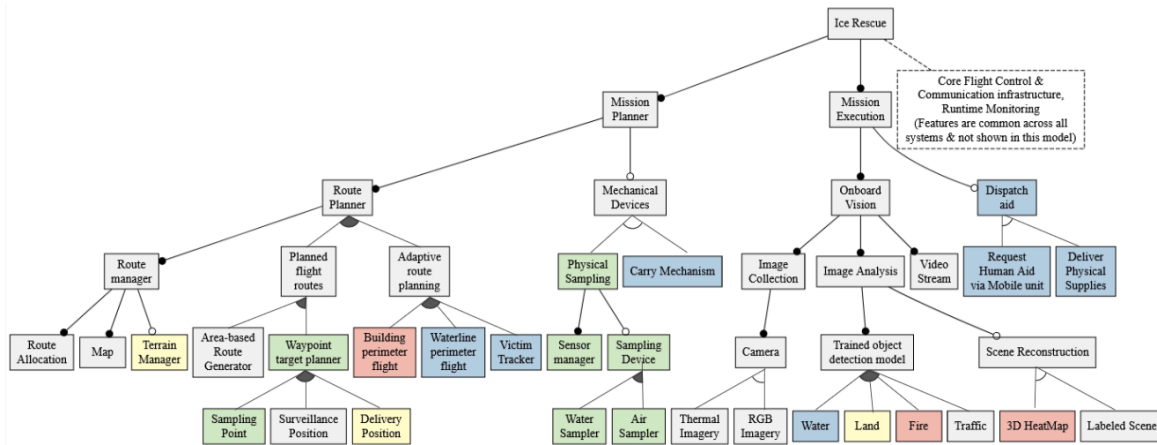 Ice Rescue
Core Flight Control &
Communication infrastructure,
Runtime Monitoring
(Features are common across all
systems & not shown in this model)
Mission
Planner
Mission
Execution
Route
Planner
Mechanical
Devices
Onboard
Vision
Dispatch
aid
Route
manager
Planned
flight
routes
Adaptive
route
planning
Physical
Sampling
Carry Mechanism
Image
Collection
Image Analysis
Video
Stream
Request
Human Aid
via Mobile unit
Deliver
Physical
Supplies
Route
Allocation
Map
Terrain
Manager
Area-based
Route
Generator
Waypoint
target planner
Building
perimeter
flight
Waterline
perimeter
flight
Victim
Tracker
Sensor
manager
Sampling
Device
Camera
Trained object
detection model
Scene Reconstruction
Sampling
Point
Surveillance
Position
Delivery
Position
Water
Sampler
Air
Sampler
Thermal
Imagery
RGB
Imagery
Water
Land
Fire
Traffic
3D HeatMap
Labeled Scene